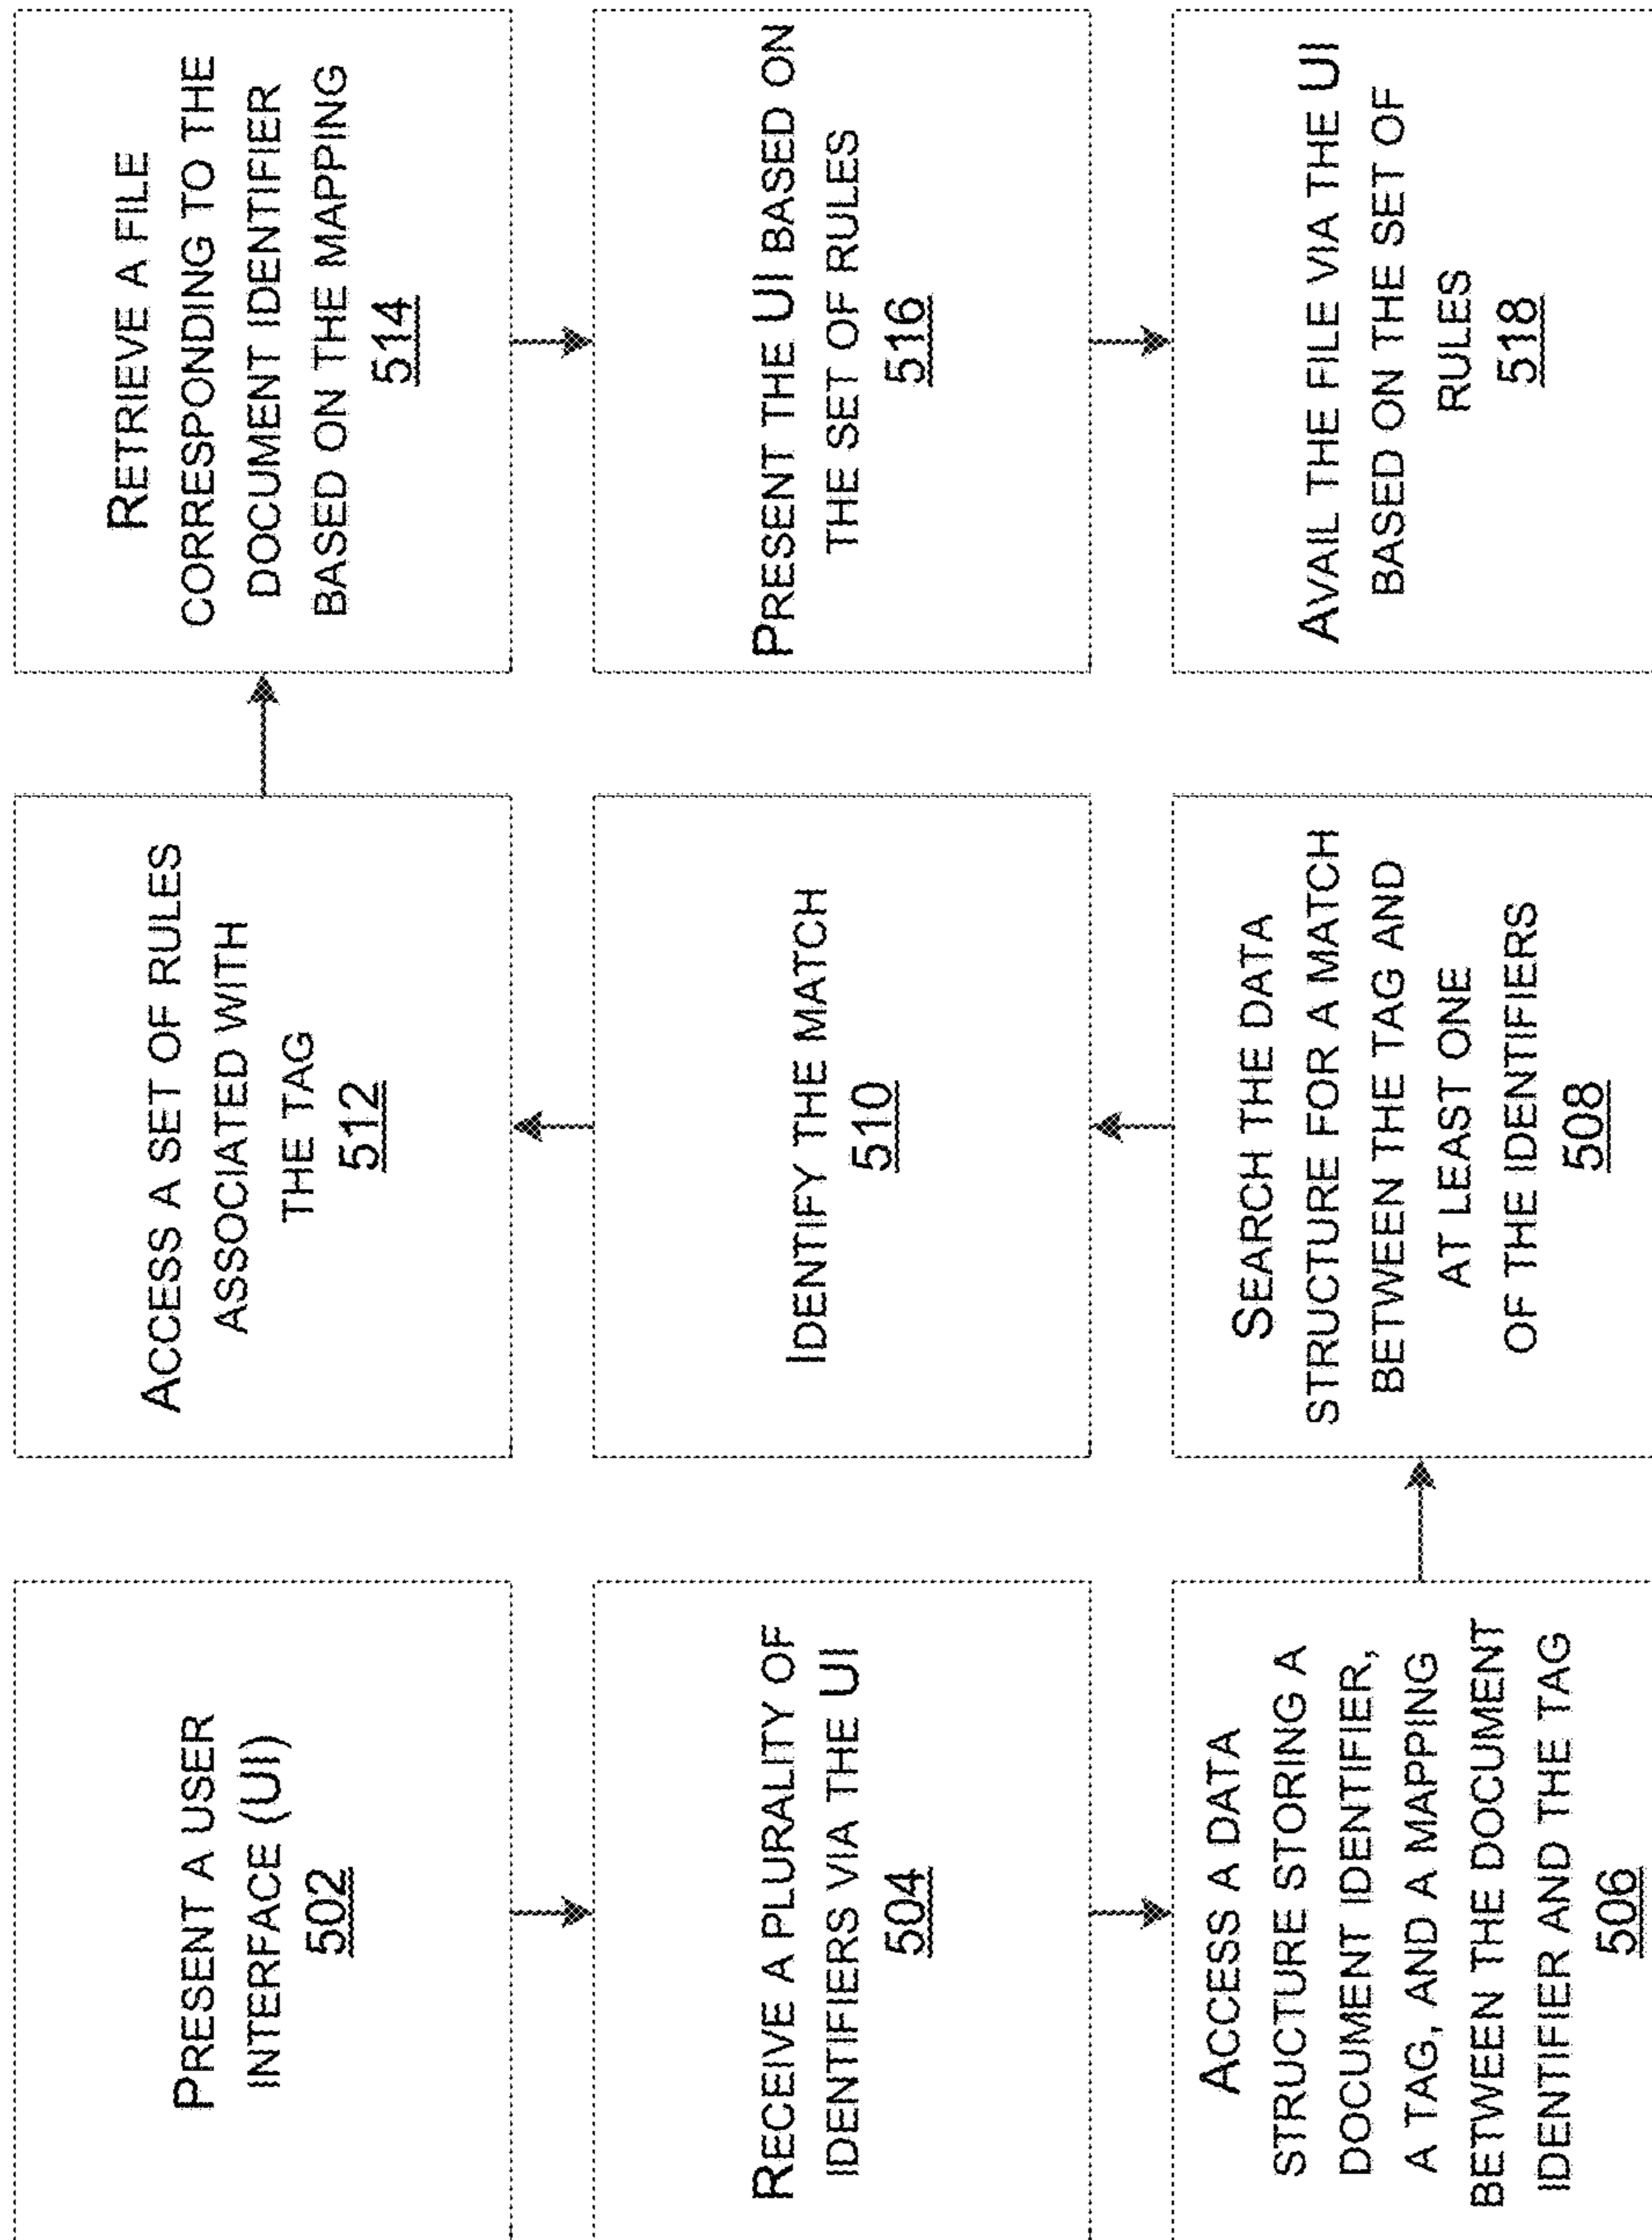 PRESENT A USER
INTERFACE (UI)
502
RECEIVE A PLURALITY OF
IDENTIFIERS VIA THE UI
504
ACCESS A DATA
STRUCTURE STORING A
DOCUMENT IDENTIFIER,
A TAG, AND A MAPPING
BETWEEN THE DOCUMENT
IDENTIFIER AND THE TAG
506
SEARCH THE DATA
STRUCTURE FOR A MATCH
BETWEEN THE TAG AND
AT LEAST ONE
OF THE IDENTIFIERS
508
IDENTIFY THE MATCH
510
ACCESS A SET OF RULES
ASSOCIATED WITH
THE TAG
512
RETRIEVE A FILE
CORRESPONDING TO THE
DOCUMENT IDENTIFIER
BASED ON THE MAPPING
514
PRESENT THE UI BASED ON
THE SET OF RULES
516
AVAIL THE FILE VIA THE UI
BASED ON THE SET OF
RULES
518